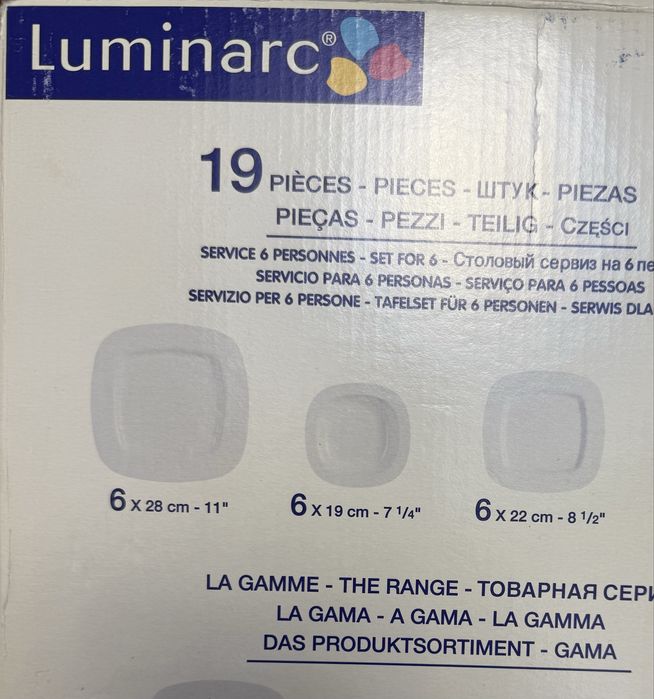 Luminarc®
19 PIÈCES - PIECES - ШТУК - PIEZAS
PIEÇAS - PEZZI - TEILIG - CZĘŚCI
SERVICE 6 PERSONNES - SET FOR 6 - Столовый сервиз на 6 пе
SERVICIO PARA 6 PERSONAS - SERVIÇO PARA 6 PESSOAS
SERVIZIO PER 6 PERSONE - TAFELSET FÜR 6 PERSONEN - SERWIS DLA
6 X 28 cm - 11"
6 X 19 cm - 7 1/4"
6 X 22 cm - 8 1/2"
LA GAMME - THE RANGE - ТОВАРНАЯ СЕРИ
LA GAMA - A GAMA - LA GAMMA
DAS PRODUKTSORTIMENT - GAMA